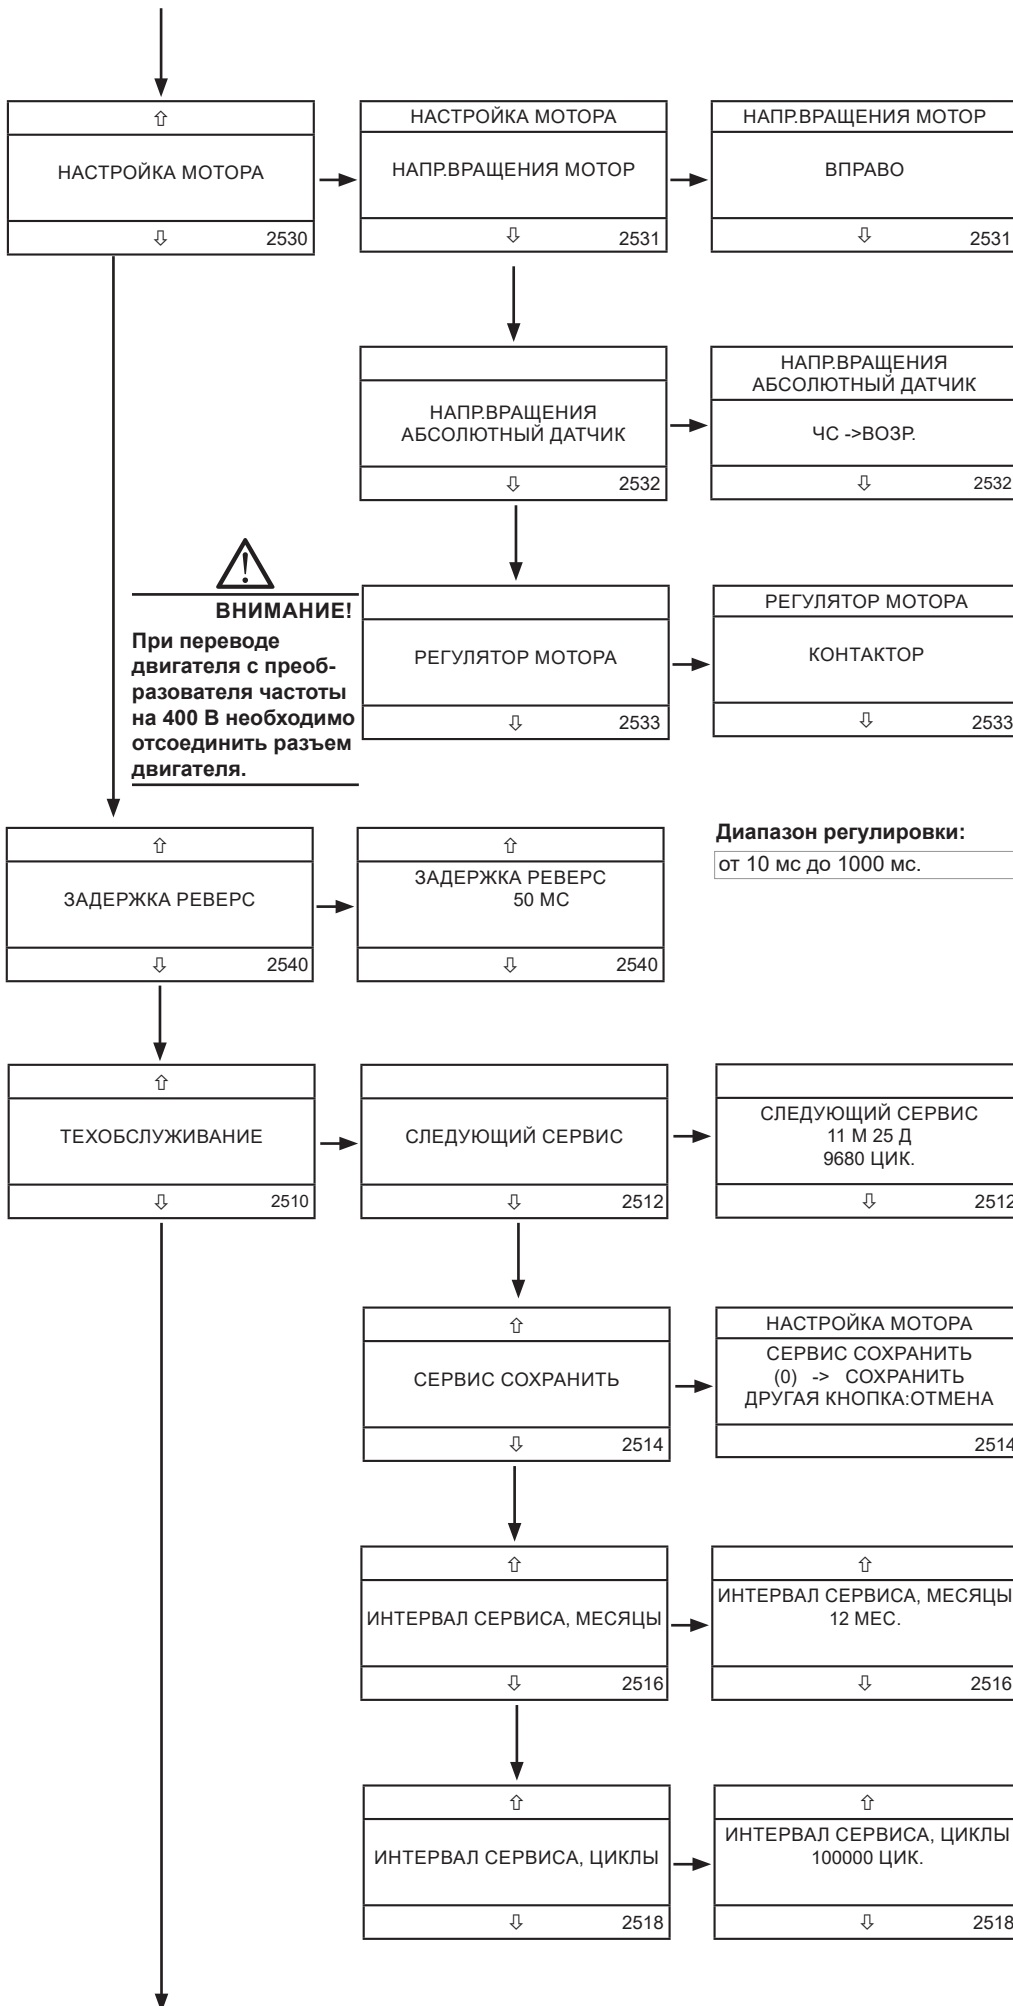 ⇧
НАСТРОЙКА МОТОРА
⇩ 2530
НАСТРОЙКА МОТОРА
НАПР.ВРАЩЕНИЯ МОТОР
⇩ 2531
НАПР.ВРАЩЕНИЯ МОТОР
ВПРАВО
⇩ 2531
НАПР.ВРАЩЕНИЯ
АБСОЛЮТНЫЙ ДАТЧИК
⇩ 2532
НАПР.ВРАЩЕНИЯ
АБСОЛЮТНЫЙ ДАТЧИК
ЧС ->ВОЗР.
⇩ 2532
ВНИМАНИЕ!
При переводе
двигателя с преоб-
разователя частоты
на 400 В необходимо
отсоединить разъем
двигателя.
РЕГУЛЯТОР МОТОРА
⇩ 2533
РЕГУЛЯТОР МОТОРА
КОНТАКТОР
⇩ 2533
⇧
ЗАДЕРЖКА РЕВЕРС
⇩ 2540
⇧
ЗАДЕРЖКА РЕВЕРС
50 МС
⇩ 2540
Диапазон регулировки:
от 10 мс до 1000 мс.
⇧
ТЕХОБСЛУЖИВАНИЕ
⇩ 2510
СЛЕДУЮЩИЙ СЕРВИС
⇩ 2512
СЛЕДУЮЩИЙ СЕРВИС
11 М 25 Д
9680 ЦИК.
⇩ 2512
⇧
СЕРВИС СОХРАНИТЬ
⇩ 2514
НАСТРОЙКА МОТОРА
СЕРВИС СОХРАНИТЬ
(0) -> СОХРАНИТЬ
ДРУГАЯ КНОПКА:ОТМЕНА
2514
⇧
ИНТЕРВАЛ СЕРВИСА, МЕСЯЦЫ
⇩ 2516
⇧
ИНТЕРВАЛ СЕРВИСА, МЕСЯЦЫ
12 МЕС.
⇩ 2516
⇧
ИНТЕРВАЛ СЕРВИСА, ЦИКЛЫ
⇩ 2518
⇧
ИНТЕРВАЛ СЕРВИСА, ЦИКЛЫ
100000 ЦИК.
⇩ 2518